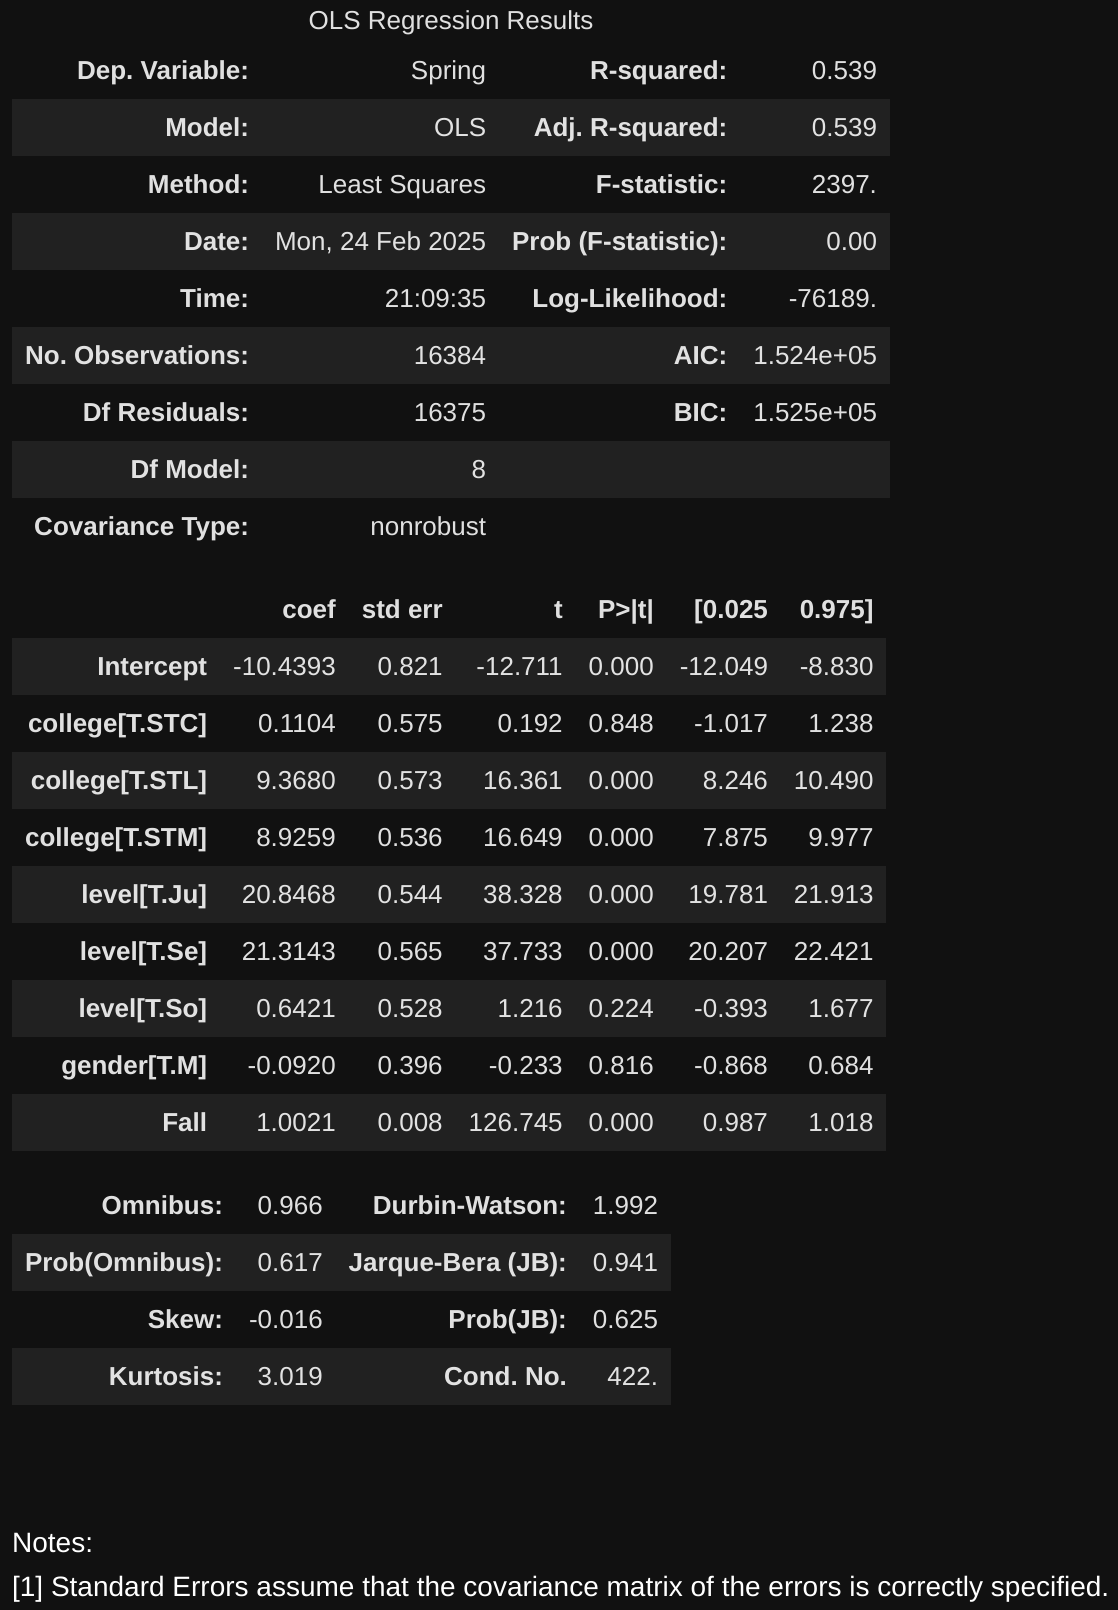 OLS Regression Results
Dep. Variable: Spring R-squared: 0.539
Model: OLS Adj. R-squared: 0.539
Method: Least Squares F-statistic: 2397.
Date: Mon, 24 Feb 2025 Prob (F-statistic): 0.00
Time: 21:09:35 Log-Likelihood: -76189.
No. Observations: 16384 AIC: 1.524e+05
Df Residuals: 16375 BIC: 1.525e+05
Df Model: 8
Covariance Type: nonrobust
coef std err t P>|t| [0.025 0.975]
Intercept -10.4393 0.821 -12.711 0.000 -12.049 -8.830
college[T.STC] 0.1104 0.575 0.192 0.848 -1.017 1.238
college[T.STL] 9.3680 0.573 16.361 0.000 8.246 10.490
college[T.STM] 8.9259 0.536 16.649 0.000 7.875 9.977
level[T.Ju] 20.8468 0.544 38.328 0.000 19.781 21.913
level[T.Se] 21.3143 0.565 37.733 0.000 20.207 22.421
level[T.So] 0.6421 0.528 1.216 0.224 -0.393 1.677
gender[T.M] -0.0920 0.396 -0.233 0.816 -0.868 0.684
Fall 1.0021 0.008 126.745 0.000 0.987 1.018
Omnibus: 0.966 Durbin-Watson: 1.992
Prob(Omnibus): 0.617 Jarque-Bera (JB): 0.941
Skew: -0.016 Prob(JB): 0.625
Kurtosis: 3.019 Cond. No. 422.
Notes:
[1] Standard Errors assume that the covariance matrix of the errors is correctly specified.